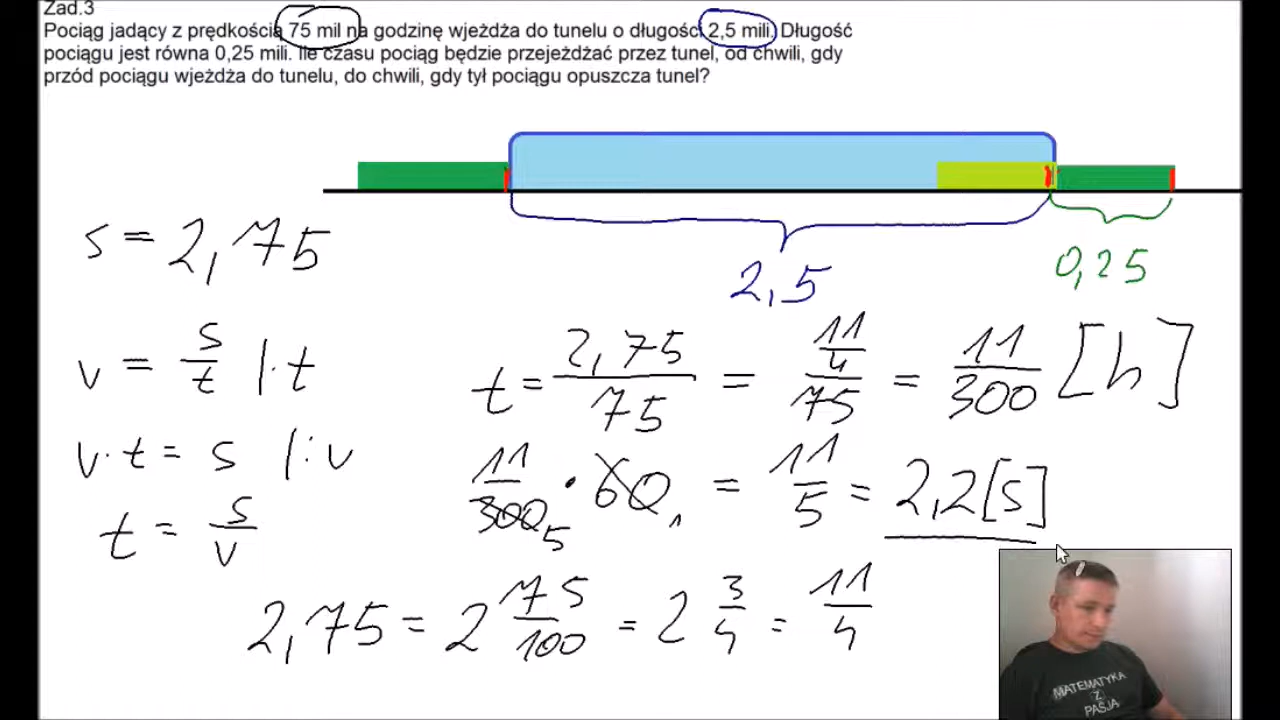 Zad.3
Pociąg jadący z prędkością 75 mil na godzinę wjeżdża do tunelu o długości 2,5 mili. Długość
pociągu jest równa 0,25 mili. Ile czasu pociąg będzie przejeżdżać przez tunel, od chwili, gdy
przód pociągu wjeżdża do tunelu, do chwili, gdy tył pociągu opuszcza tunel?
s = 2,75
2,5
0,25
v = s/t |·t
t = 2,75/75 = (11/4)/75 = 11/300 [h]
v·t = s |:v
11/300 5 · 60 1 = 11/5 = 2,2 [s]
t = s/v
2,75 = 2 75/100 = 2 3/4 = 11/4
MATEMATYKA
Z
PASJĄ